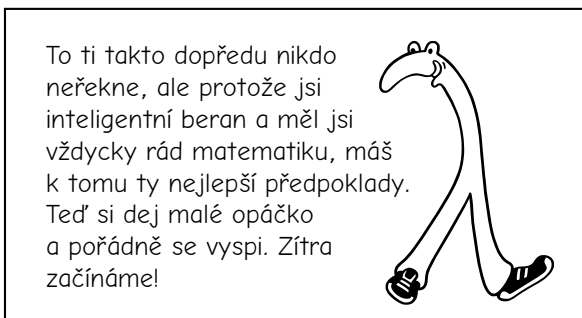 To ti takto dopředu nikdo
neřekne, ale protože jsi
inteligentní beran a měl jsi
vždycky rád matematiku, máš
k tomu ty nejlepší předpoklady.
Teď si dej malé opáčko
a pořádně se vyspi. Zítra
začínáme!